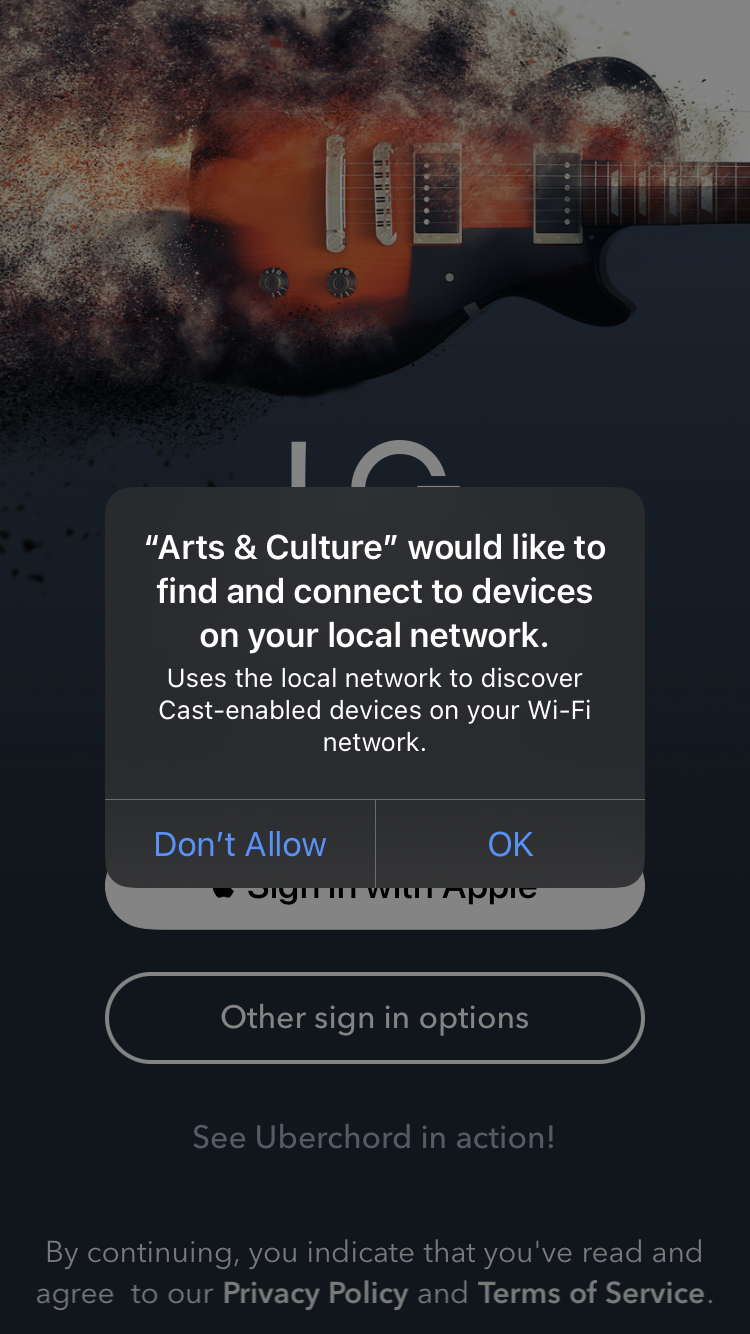 “Arts & Culture” would like to
find and connect to devices
on your local network.
Uses the local network to discover
Cast-enabled devices on your Wi-Fi
network.
Don’t Allow
OK
Sign in with Apple
Other sign in options
See Uberchord in action!
By continuing, you indicate that you've read and
agree to our Privacy Policy and Terms of Service.